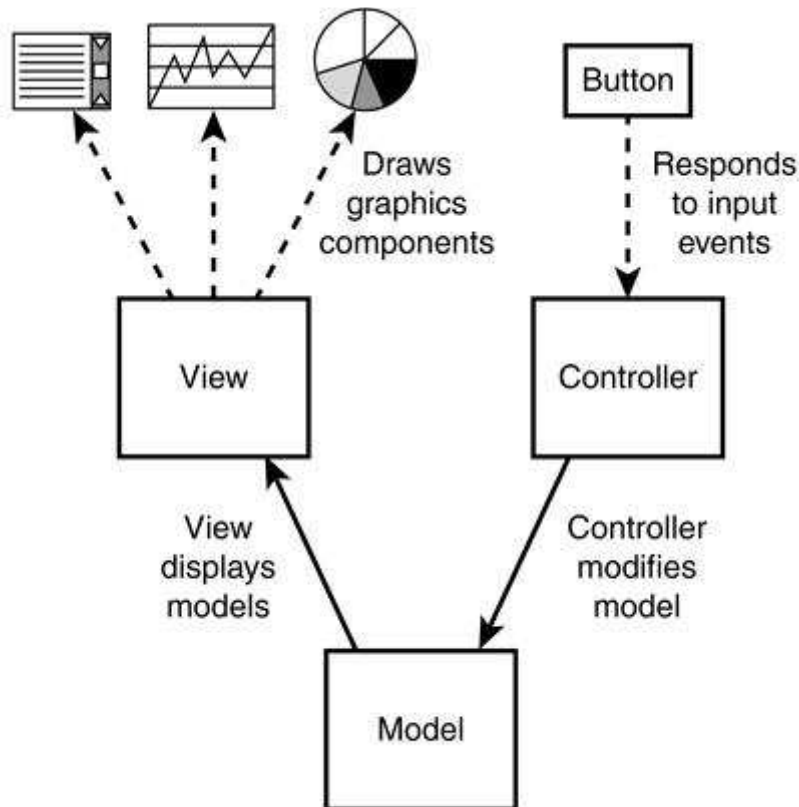 Button
Draws
graphics
components
Responds
to input
events
View
Controller
View
displays
models
Controller
modifies
model
Model